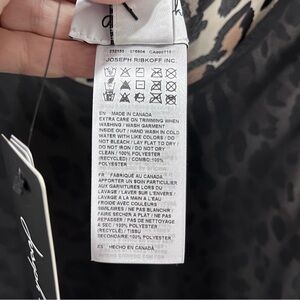 JOSEPH RIBKOFF INC.
EN MADE IN CANADA
EXTRA CARE ON TRIMMING WHEN
WASHING / WASH GARMENT
INSIDE OUT / HAND WASH IN COLD
WATER WITH LIKE COLORS / DO
NOT BLEACH / LAY FLAT TO DRY /
DO NOT IRON / DO NOT DRY
CLEAN / 100% POLYESTER
(RECYCLED) / COMBO: 100%
POLYESTER
FR FABRIQUÉ AU CANADA
APPORTER UN SOIN PARTICULIER
AUX GARNITURES LORS DU
LAVAGE / LAVER SUR L'ENVERS /
LAVAGE A LA MAIN A L'EAU
FROIDE AVEC COULEURS
SIMILAIRES / NE PAS BLANCHIR /
FAIRE SÉCHER A PLAT / NE PAS
REPASSER / NE PAS NETTOYER
A SEC / 100% POLYESTER
(RECYCLÉ) / TISSU
SECONDAIRE: 100% POLYESTER
ES HECHO EN CANADA